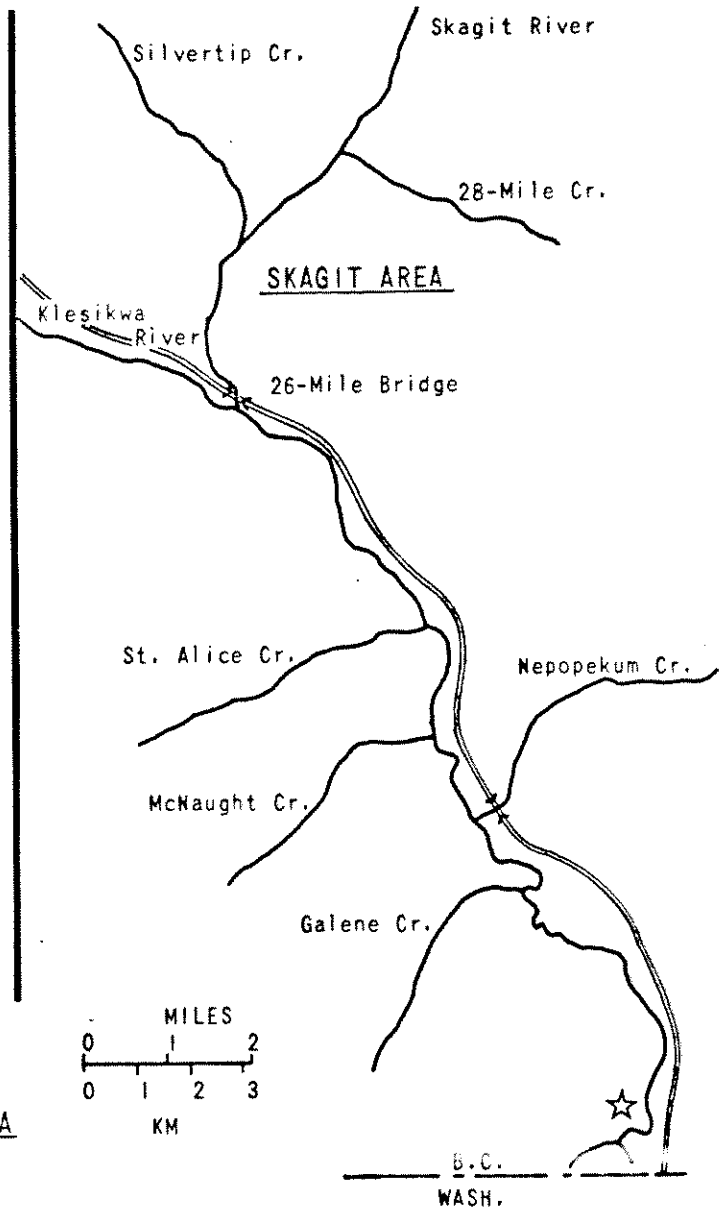 Skagit River
Silvertip Cr.
28-Mile Cr.
SKAGIT AREA
Klesikwa
River
26-Mile Bridge
St. Alice Cr.
Nepopekum Cr.
McNaught Cr.
Galene Cr.
MILES
0 1 2
0 1 2 3
KM
A
B.C.
WASH.